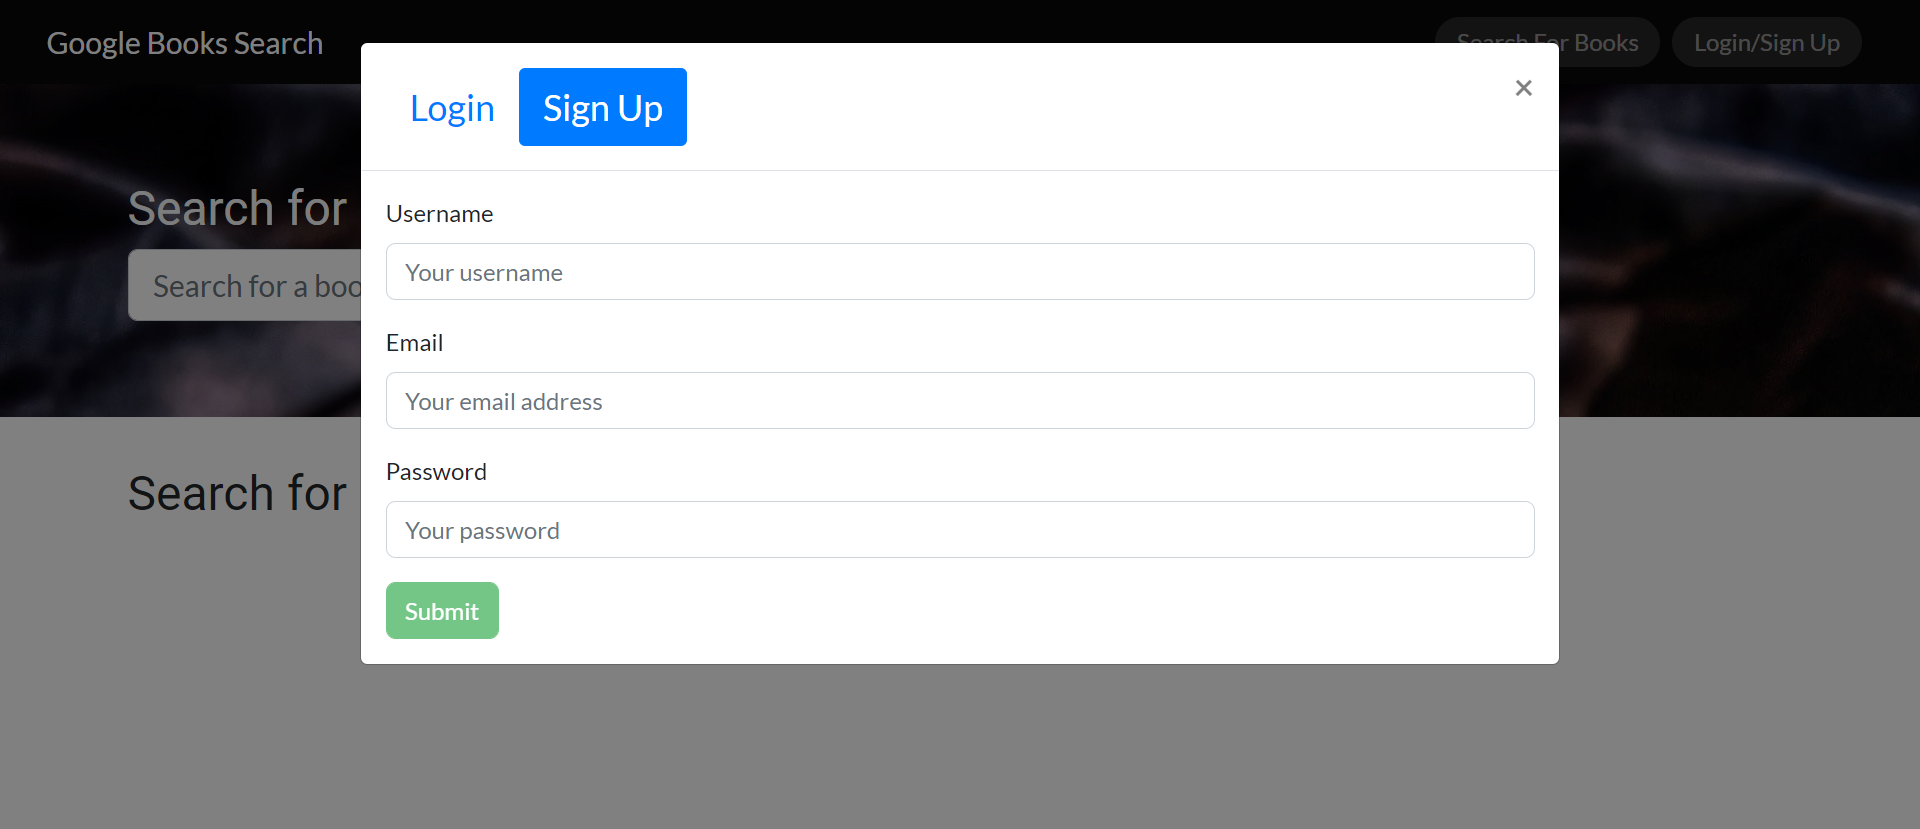 Google Books Search
Search For Books
Login/Sign Up
Login
Sign Up
×
Search for
Search for a boo
Username
Your username
Email
Your email address
Password
Your password
Submit
Search for